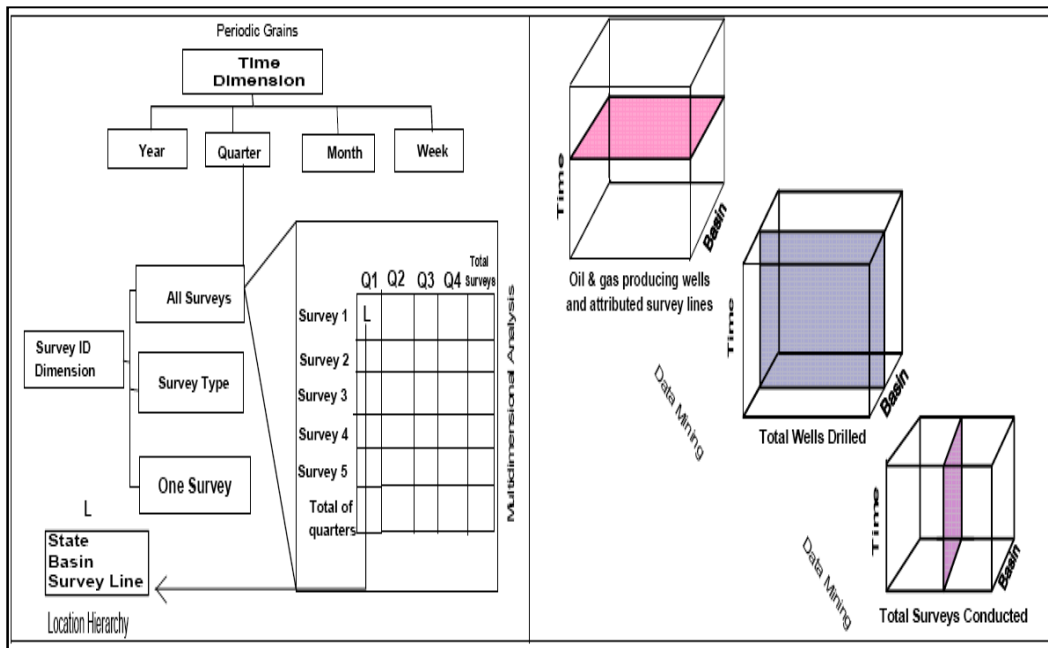 Periodic Grains
Time
Dimension
Year
Quarter
Month
Week
Survey ID
Dimension
All Surveys
Survey Type
One Survey
L
State
Basin
Survey Line
Location Hierarchy
Q1 Q2 Q3 Q4 Total
Surveys
Survey 1 L
Survey 2
Survey 3
Survey 4
Survey 5
Total of
quarters
Multidimensional Analysis
Time
Basin
Oil & gas producing wells
and attributed survey lines
Data Mining
Time
Basin
Total Wells Drilled
Data Mining
Time
Basin
Total Surveys Conducted